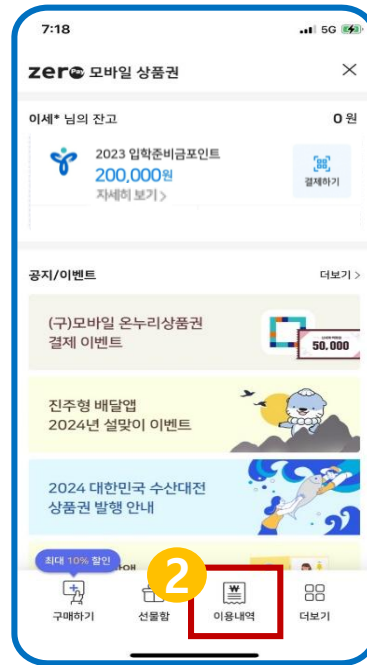 7:18
5G
zero Pay 모바일 상품권
이세* 님의 잔고
0 원
2023 입학준비금포인트
200,000원
자세히 보기 >
결제하기
공지/이벤트
더보기 >
(구)모바일 온누리상품권
결제 이벤트
50,000
진주형 배달앱
2024년 설맞이 이벤트
2024 대한민국 수산대전
상품권 발행 안내
최대 10% 할인
2
구매하기
선물함
이용내역
더보기